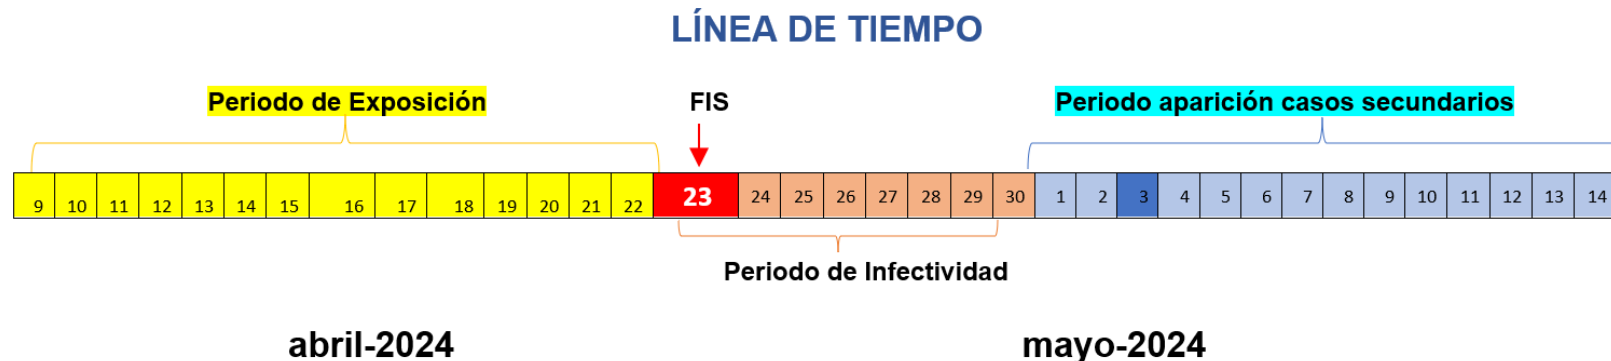 LÍNEA DE TIEMPO
Periodo de Exposición FIS Periodo aparición casos secundarios
9 10 11 12 13 14 15 16 17 18 19 20 21 22 23 24 25 26 27 28 29 30 1 2 3 4 5 6 7 8 9 10 11 12 13 14
Periodo de Infectividad
abril-2024 mayo-2024